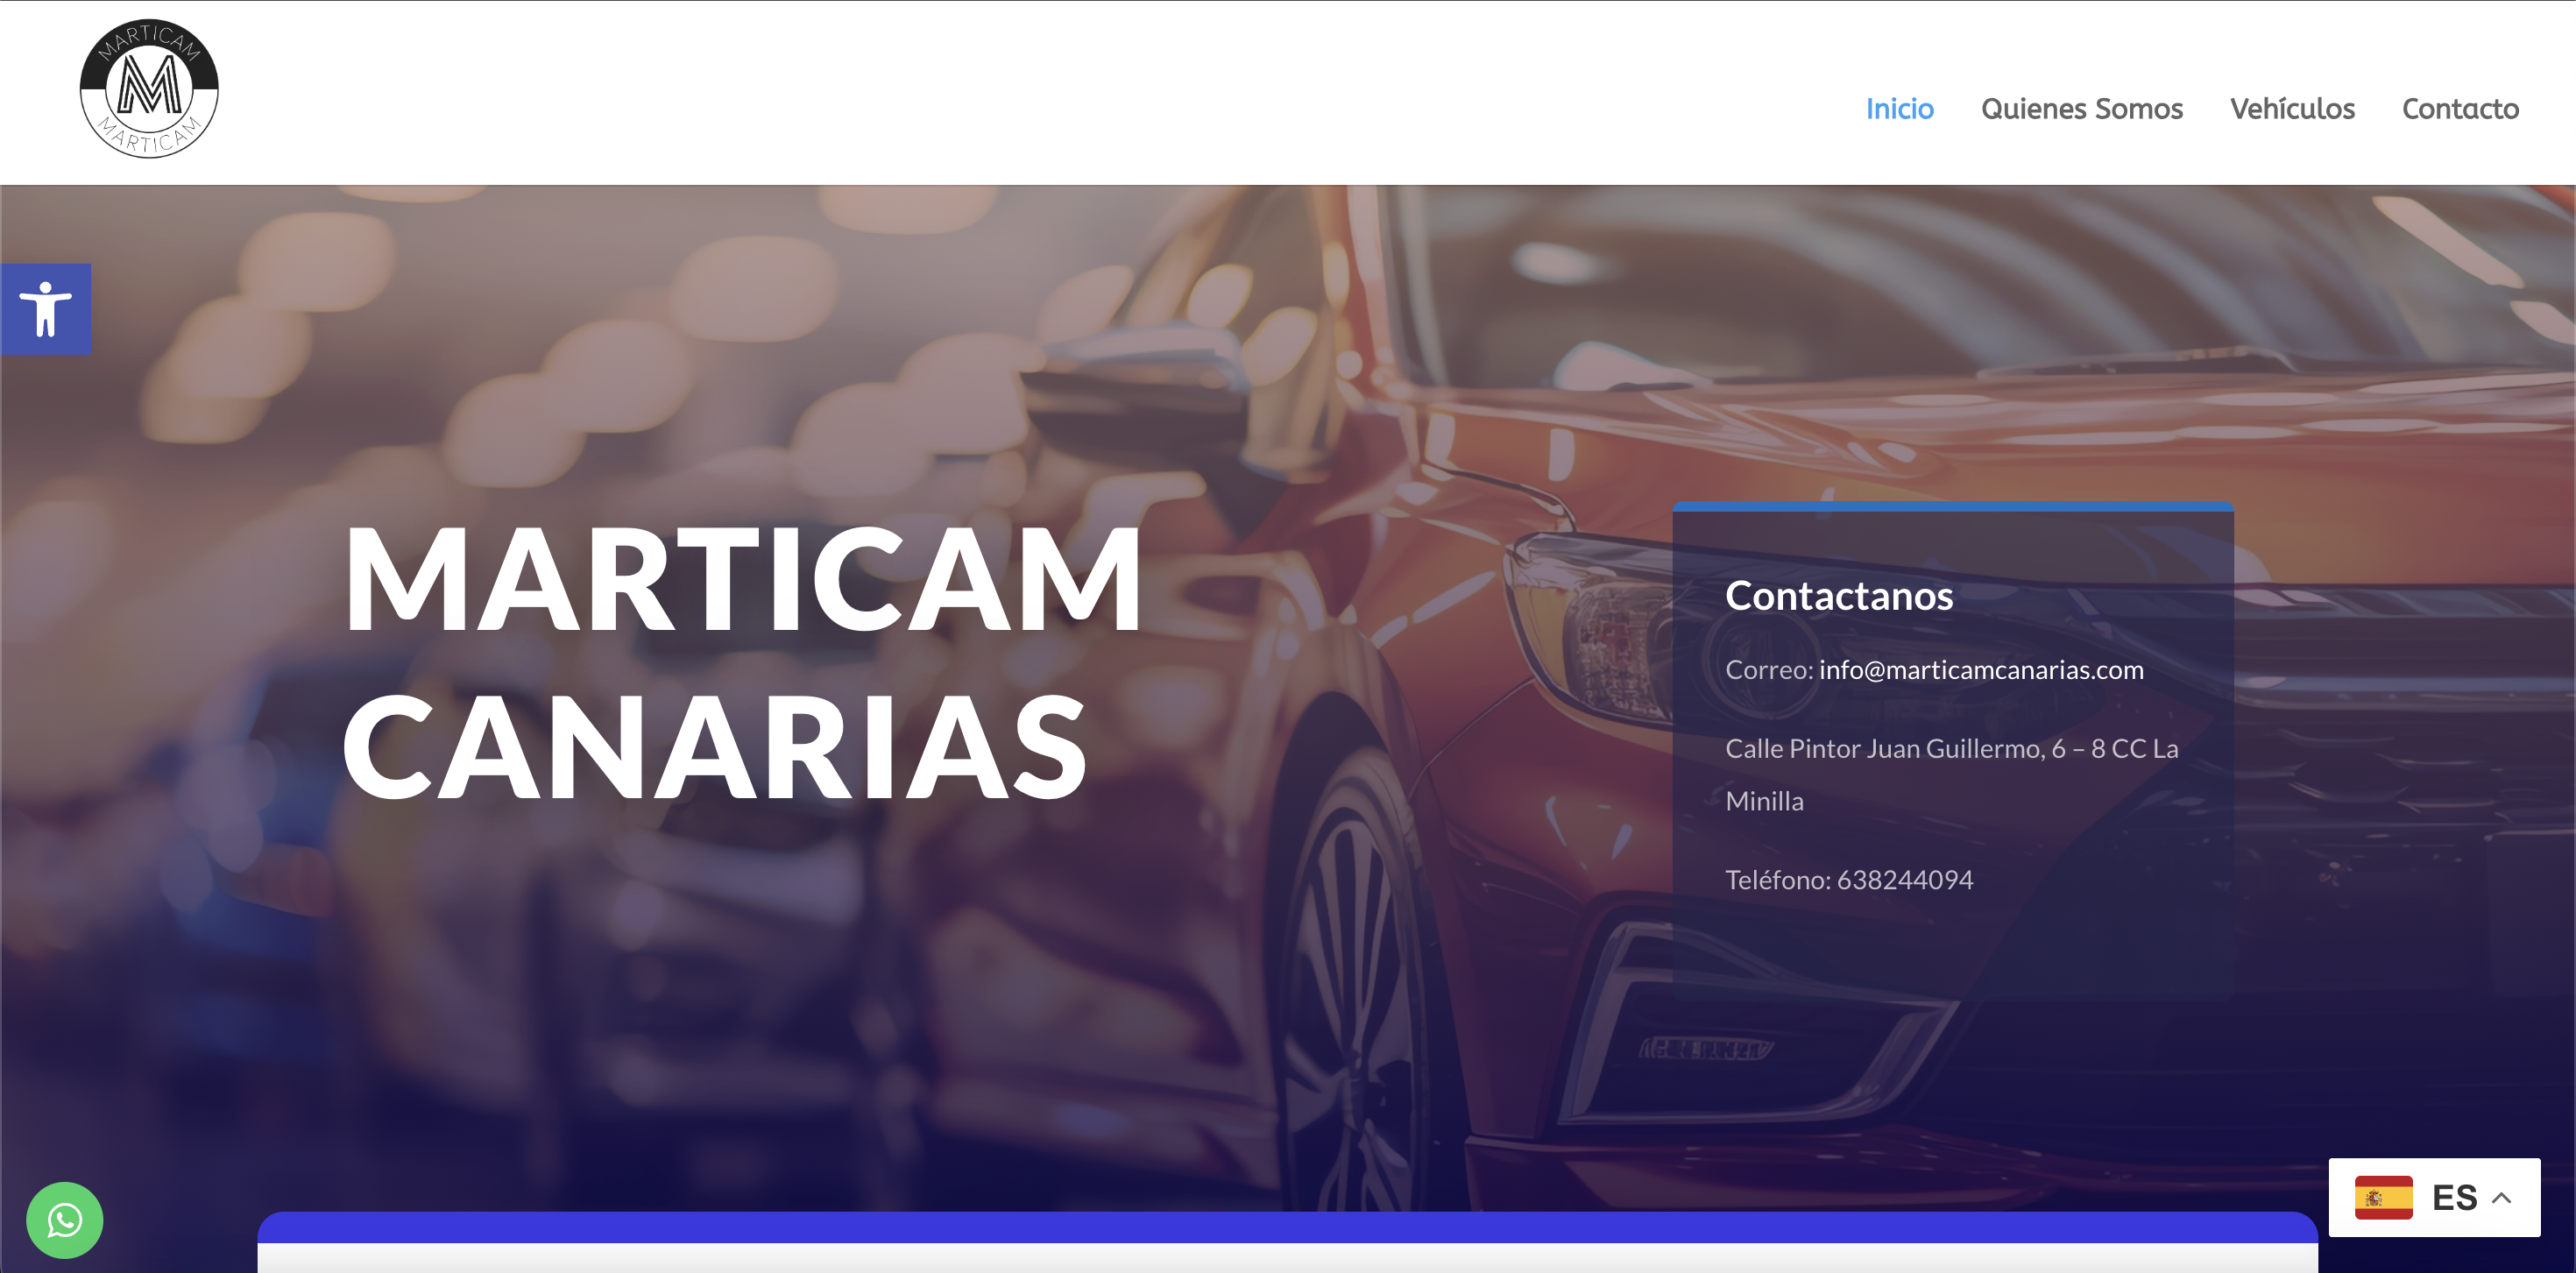 MARTICAM
M
MARTICAM
Inicio
Quienes Somos
Vehículos
Contacto
MARTICAM
CANARIAS
Contactanos
Correo: info@marticamcanarias.com
Calle Pintor Juan Guillermo, 6 – 8 CC La
Minilla
Teléfono: 638244094
ES